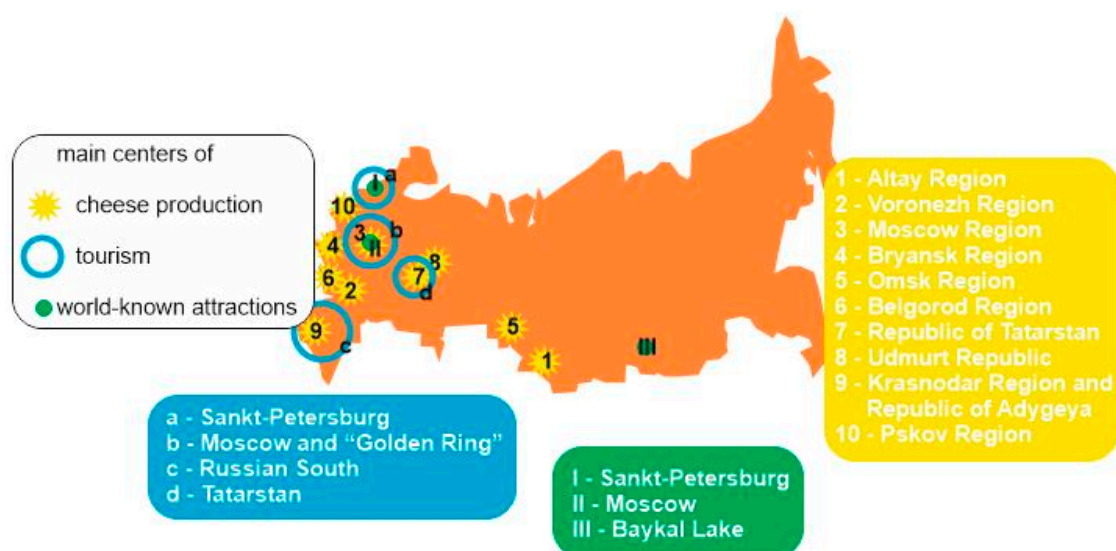 main centers of
cheese production
tourism
world-known attractions
I
a
10
3
b
II
4
8
7
d
6
2
9
c
5
1
III
1 - Altay Region
2 - Voronezh Region
3 - Moscow Region
4 - Bryansk Region
5 - Omsk Region
6 - Belgorod Region
7 - Republic of Tatarstan
8 - Udmurt Republic
9 - Krasnodar Region and
Republic of Adygeya
10 - Pskov Region
a - Sankt-Petersburg
b - Moscow and “Golden Ring”
c - Russian South
d - Tatarstan
I - Sankt-Petersburg
II - Moscow
III - Baykal Lake